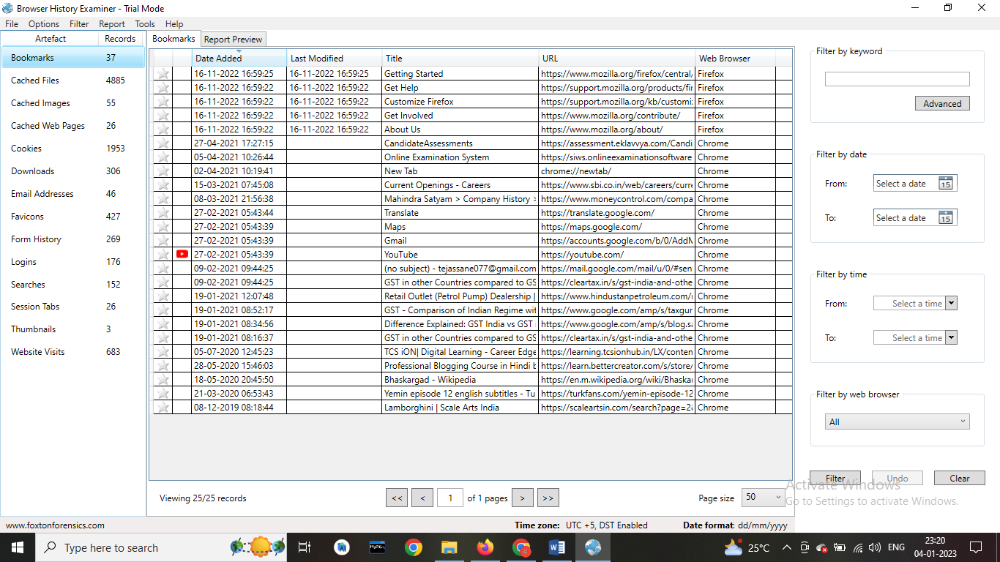 Browser History Examiner - Trial Mode
File Options Filter Report Tools Help
Artefact Records
Bookmarks 37
Cached Files 4885
Cached Images 55
Cached Web Pages 26
Cookies 1953
Downloads 306
Email Addresses 46
Favicons 427
Form History 269
Logins 176
Searches 152
Session Tabs 26
Thumbnails 3
Website Visits 683
Bookmarks Report Preview
Date Added Last Modified Title URL Web Browser
16-11-2022 16:59:25 16-11-2022 16:59:25 Getting Started https://www.mozilla.org/firefox/central/ Firefox
16-11-2022 16:59:22 16-11-2022 16:59:22 Get Help https://support.mozilla.org/products/fir Firefox
16-11-2022 16:59:22 16-11-2022 16:59:22 Customize Firefox https://support.mozilla.org/kb/customi Firefox
16-11-2022 16:59:22 16-11-2022 16:59:22 Get Involved https://www.mozilla.org/contribute/ Firefox
16-11-2022 16:59:22 16-11-2022 16:59:22 About Us https://www.mozilla.org/about/ Firefox
27-04-2021 17:27:15 CandidateAssessments https://assessment.eklavvya.com/Candi Chrome
05-04-2021 10:26:44 Online Examination System https://siws.onlineexaminationsoftware Chrome
02-04-2021 10:19:41 New Tab chrome://newtab/ Chrome
15-03-2021 07:45:08 Current Openings - Careers https://www.sbi.co.in/web/careers/curre Chrome
08-03-2021 21:56:38 Mahindra Satyam > Company History > https://www.moneycontrol.com/compa Chrome
27-02-2021 05:43:44 Translate https://translate.google.com/ Chrome
27-02-2021 05:43:39 Maps https://maps.google.com/ Chrome
27-02-2021 05:43:39 Gmail https://accounts.google.com/b/0/AddM Chrome
27-02-2021 05:43:39 YouTube https://youtube.com/ Chrome
09-02-2021 09:44:25 (no subject) - tejassane077@gmail.com https://mail.google.com/mail/u/0/#sen Chrome
09-02-2021 09:44:25 GST in other Countries compared to GS https://cleartax.in/s/gst-india-and-othe Chrome
19-01-2021 12:07:48 Retail Outlet (Petrol Pump) Dealership | https://www.hindustanpetroleum.com/ Chrome
19-01-2021 08:52:17 GST - Comparison of Indian Regime wit https://www.google.com/amp/s/taxgur Chrome
19-01-2021 08:34:56 Difference Explained: GST India vs GST https://www.google.com/amp/s/blog.sa Chrome
19-01-2021 08:16:37 GST in other Countries compared to GS https://cleartax.in/s/gst-india-and-othe Chrome
05-07-2020 12:45:23 TCS iON| Digital Learning - Career Edge https://learning.tcsionhub.in/LX/conten Chrome
28-05-2020 15:46:03 Professional Blogging Course in Hindi b https://learn.bettercreator.com/s/store/ Chrome
18-05-2020 20:45:50 Bhaskargad - Wikipedia https://en.m.wikipedia.org/wiki/Bhaska Chrome
21-03-2020 06:53:43 Yemin episode 12 english subtitles - Tu https://turkfans.com/yemin-episode-12 Chrome
08-12-2019 08:18:44 Lamborghini | Scale Arts India https://scaleartsin.com/search?page=2 Chrome
Viewing 25/25 records << < 1 of 1 pages > >> Page size 50
Filter by keyword
Advanced
Filter by date
From: Select a date 15
To: Select a date 15
Filter by time
From: Select a time
To: Select a time
Filter by web browser
All
Filter Undo Clear
Activate Windows
Go to Settings to activate Windows.
www.foxtonforensics.com Time zone: UTC +5, DST Enabled Date format: dd/mm/yyyy
Type here to search MySQL 25°C ENG 23:20
04-01-2023